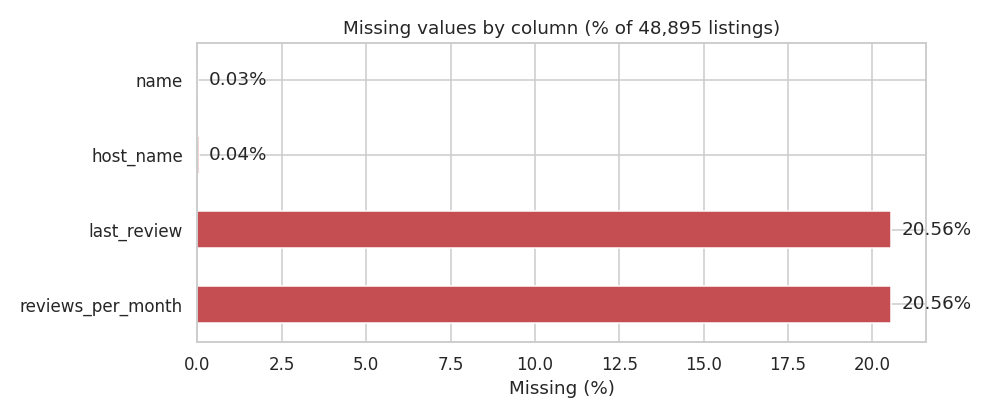 Missing values by column (% of 48,895 listings)
name 0.03%
host_name 0.04%
last_review 20.56%
reviews_per_month 20.56%
0.0 2.5 5.0 7.5 10.0 12.5 15.0 17.5 20.0
Missing (%)